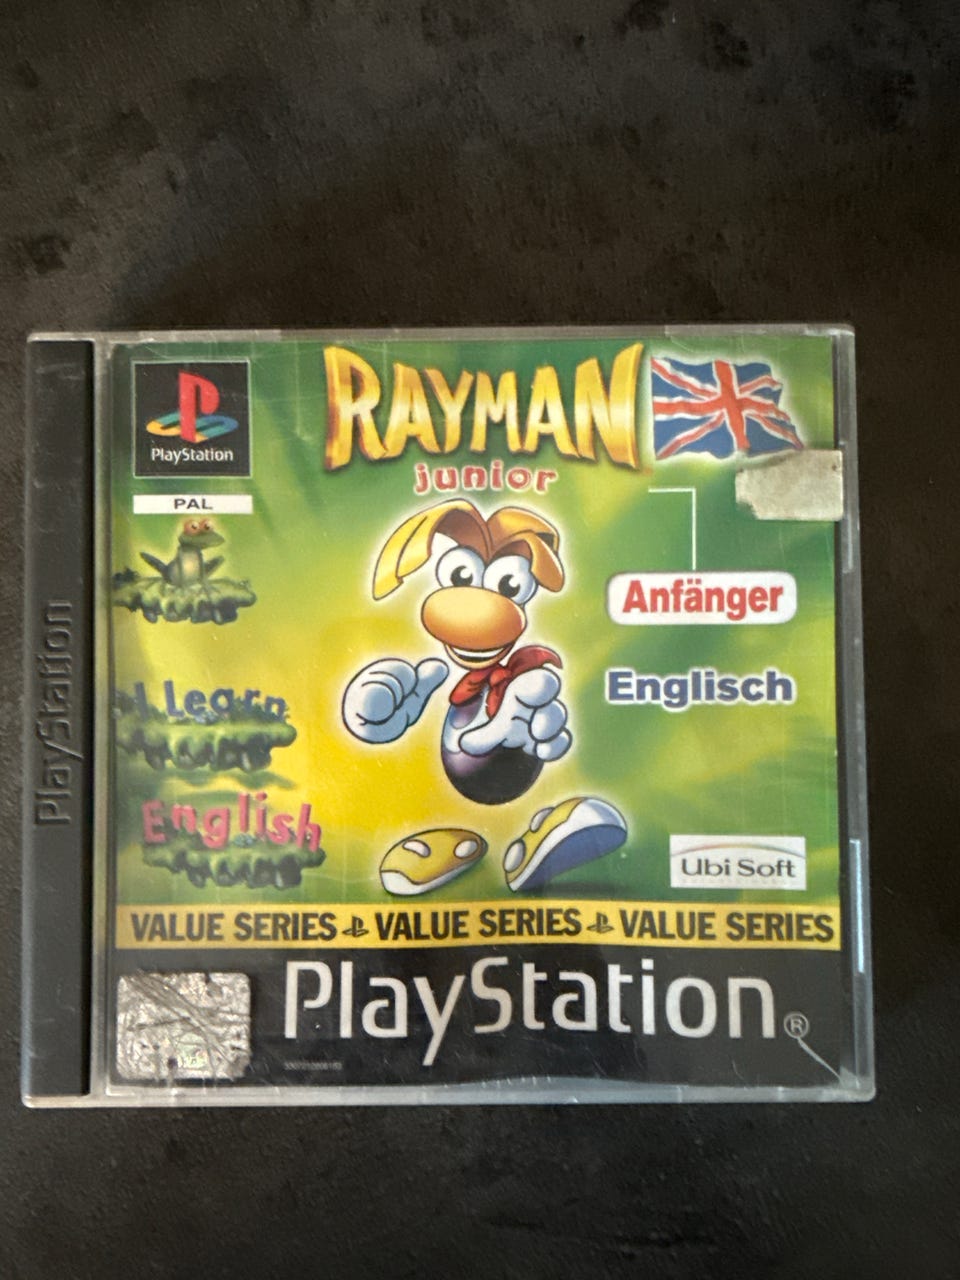 PlayStation
PlayStation
PAL
RAYMAN
junior
Anfänger
Englisch
I Learn
English
Ubi Soft
VALUE SERIES VALUE SERIES VALUE SERIES
PlayStation®